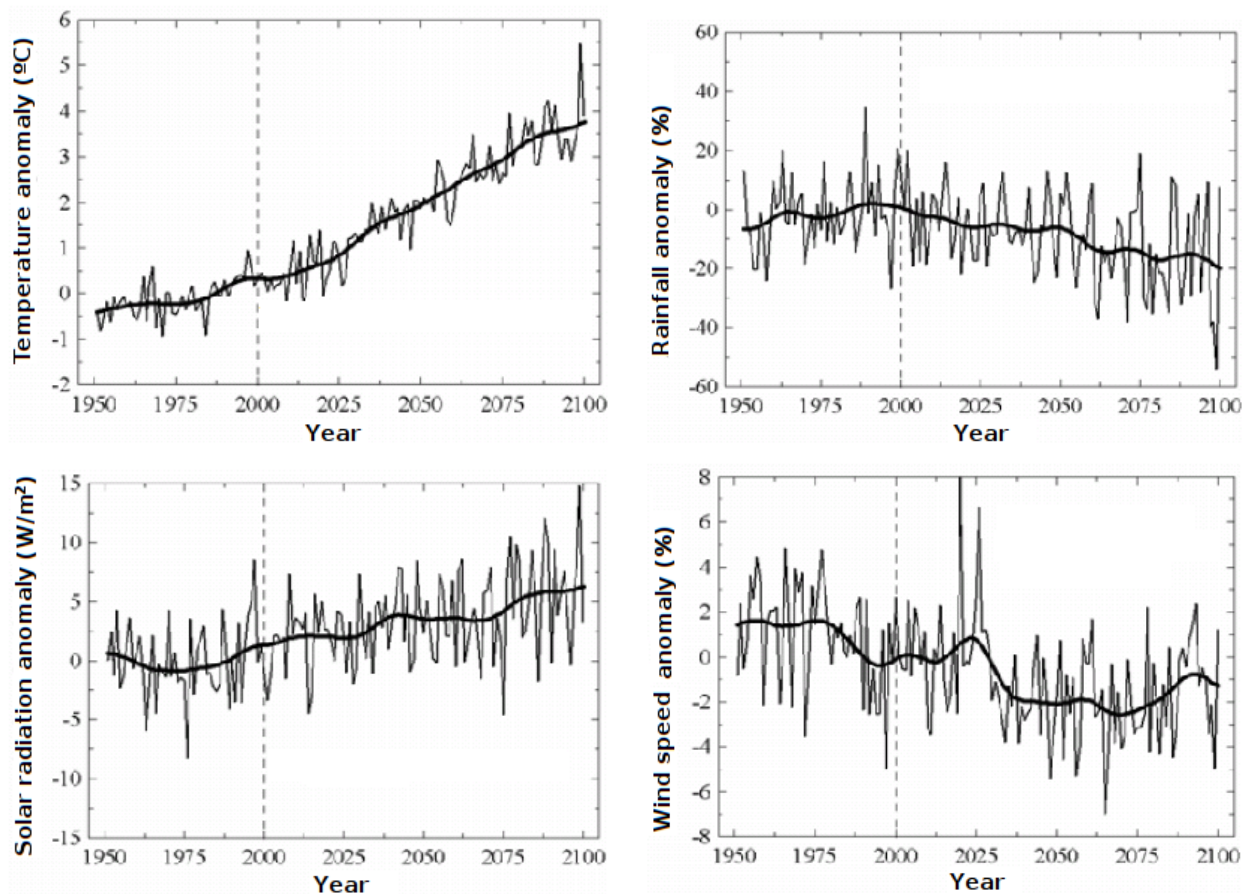 Temperature anomaly (ºC)
6
5
4
3
2
1
0
-1
-2
1950 1975 2000 2025 2050 2075 2100
Year
Rainfall anomaly (%)
60
40
20
0
-20
-40
-60
1950 1975 2000 2025 2050 2075 2100
Year
Solar radiation anomaly (W/m²)
15
10
5
0
-5
-10
-15
1950 1975 2000 2025 2050 2075 2100
Year
Wind speed anomaly (%)
8
6
4
2
0
-2
-4
-6
-8
1950 1975 2000 2025 2050 2075 2100
Year